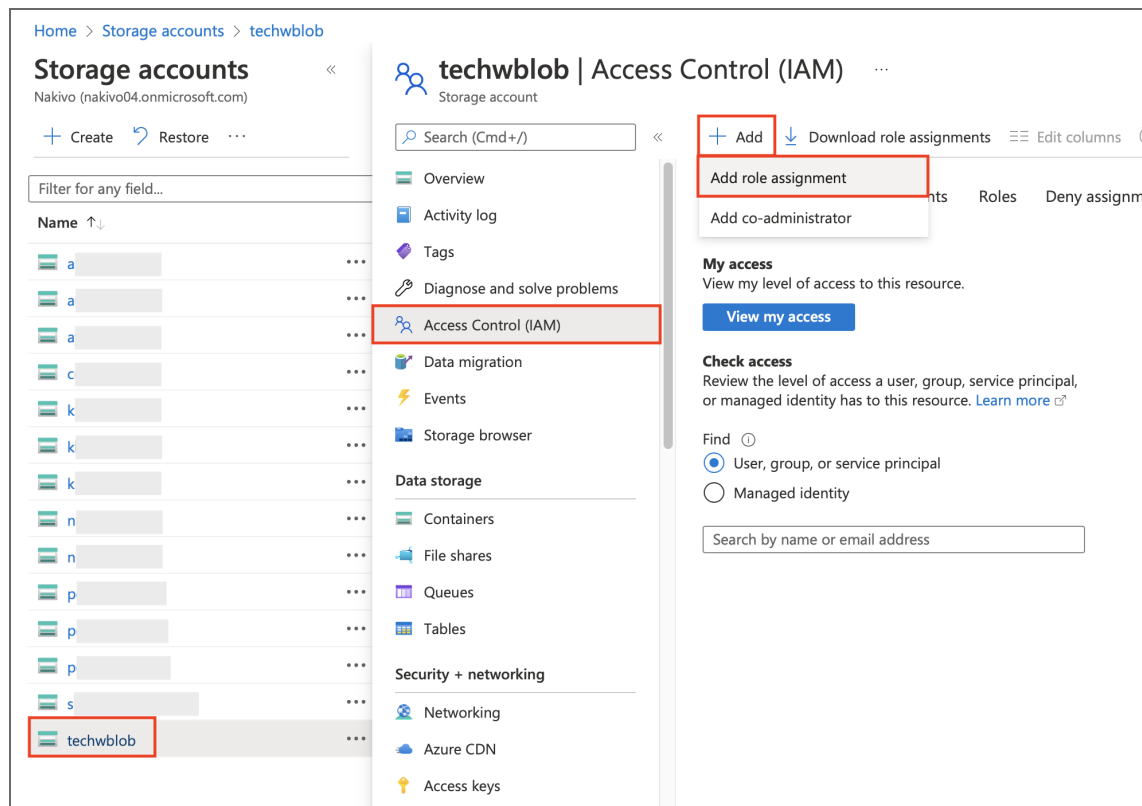 Home > Storage accounts > techwblob
Storage accounts «
Nakivo (nakivo04.onmicrosoft.com)
+ Create Restore ...
Filter for any field...
Name ↑↓
a
a
a
c
k
k
k
n
n
p
p
p
s
techwblob
techwblob | Access Control (IAM) ...
Storage account
Search (Cmd+/) «
Overview
Activity log
Tags
Diagnose and solve problems
Access Control (IAM)
Data migration
Events
Storage browser
Data storage
Containers
File shares
Queues
Tables
Security + networking
Networking
Azure CDN
Access keys
+ Add Download role assignments Edit columns
Add role assignment
Add co-administrator
nts Roles Deny assignm
My access
View my level of access to this resource.
View my access
Check access
Review the level of access a user, group, service principal,
or managed identity has to this resource. Learn more
Find
User, group, or service principal
Managed identity
Search by name or email address